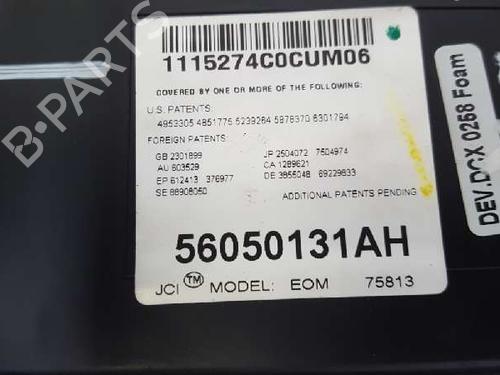 B-PARTS
1115274C0CUM06
COVERED BY ONE OR MORE OF THE FOLLOWING:
U.S. PATENTS:
4953305 4851775 5239264 5878370 6301794
FOREIGN PATENTS:
GB 2301899 JP 2504072 7504974
AU 603529 CA 1289621
EP 612413 376977 DE 3855048 69229833
SE 88908050
ADDITIONAL PATENTS PENDING
56050131AH
JCI TM MODEL: EOM 75813
DEV.DCX 0268 Foam